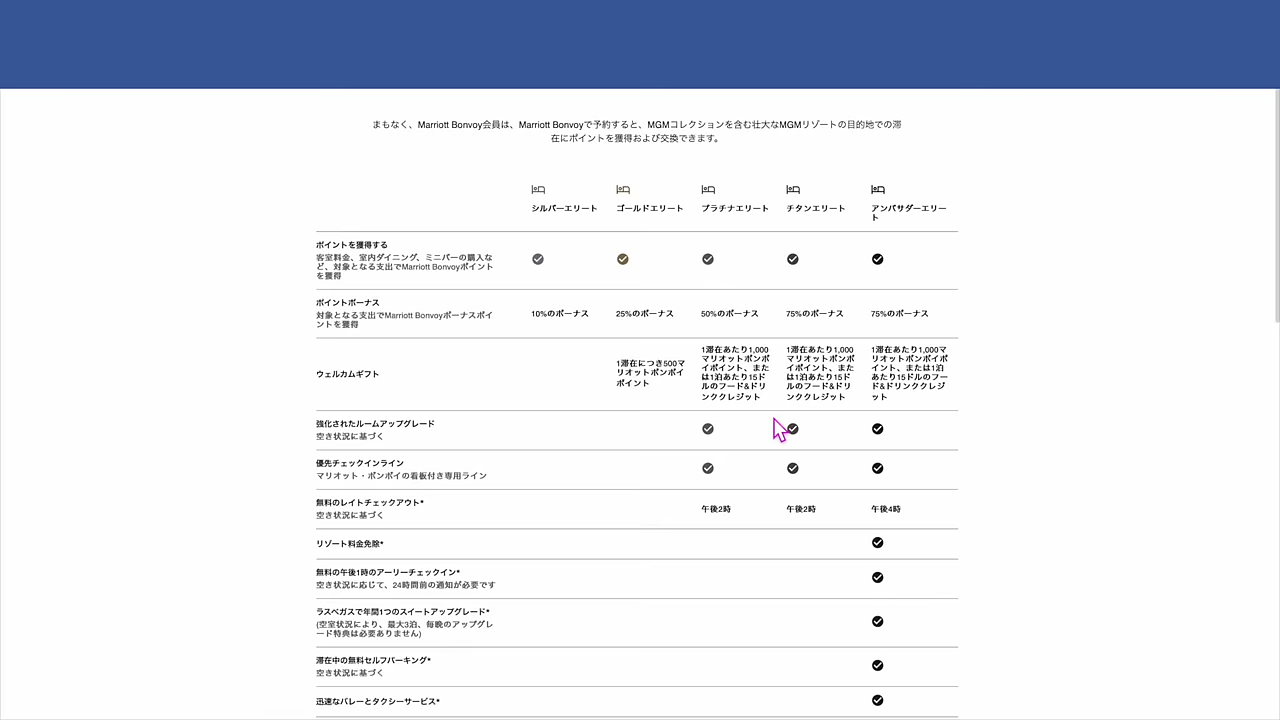 まもなく、Marriott Bonvoy会員は、Marriott Bonvoyで予約すると、MGMコレクションを含む壮大なMGMリゾートの目的地での滞
在にポイントを獲得および交換できます。
シルバーエリート
ゴールドエリート
プラチナエリート
チタンエリート
アンバサダーエリー
ト
ポイントを獲得する
客室料金、室内ダイニング、ミニバーの購入な
ど、対象となる支出でMarriott Bonvoyポイント
を獲得
ポイントボーナス
対象となる支出でMarriott Bonvoyボーナスポイ
ントを獲得
10%のボーナス
25%のボーナス
50%のボーナス
75%のボーナス
75%のボーナス
ウェルカムギフト
1滞在につき500マ
リオットボンボイ
ポイント
1滞在あたり1,000
マリオットボンボ
イポイント、また
は1泊あたり15ド
ルのフード&ドリ
ンククレジット
1滞在あたり1,000
マリオットボンボ
イポイント、また
は1泊あたり15ド
ルのフード&ドリ
ンククレジット
1滞在あたり1,000マ
リオットボンボイポ
イント、または1泊
あたり15ドルのフー
ド&ドリンククレジ
ット
強化されたルームアップグレード
空き状況に基づく
優先チェックインライン
マリオット・ボンボイの看板付き専用ライン
無料のレイトチェックアウト*
空き状況に基づく
午後2時
午後2時
午後4時
リゾート料金免除*
無料の午後1時のアーリーチェックイン*
空き状況に応じて、24時間前の通知が必要です
ラスベガスで年間1つのスイートアップグレード*
(空室状況により、最大3泊、毎晩のアップグレ
ード特典は必要ありません)
滞在中の無料セルフパーキング*
空き状況に基づく
迅速なバレーとタクシーサービス*